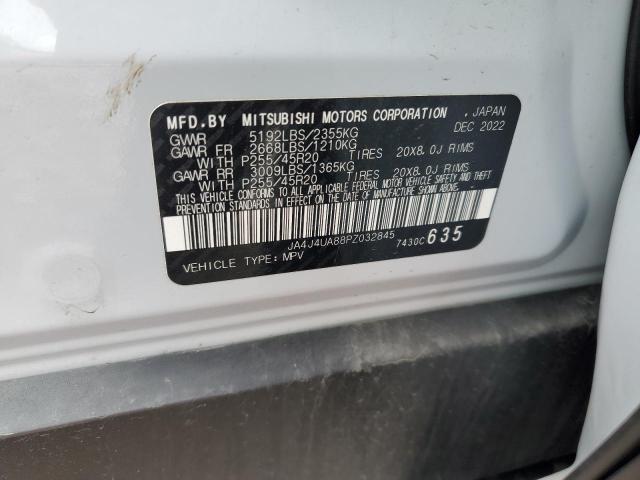 MFD.BY MITSUBISHI MOTORS CORPORATION , JAPAN
GVWR 5192LBS/2355KG DEC 2022
GAWR FR 2668LBS/1210KG
WITH P255/45R20 TIRES 20X8.0J RIMS
GAWR RR 3009LBS/1365KG
WITH P255/45R20 TIRES 20X8.0J RIMS
THIS VEHICLE CONFORMS TO ALL APPLICABLE FEDERAL MOTOR VEHICLE SAFETY AND THEFT
PREVENTION STANDARDS IN EFFECT ON THE DATE OF MANUFACTURE SHOWN ABOVE.
JA4J4UA88PZ032845 7430C 635
VEHICLE TYPE: MPV